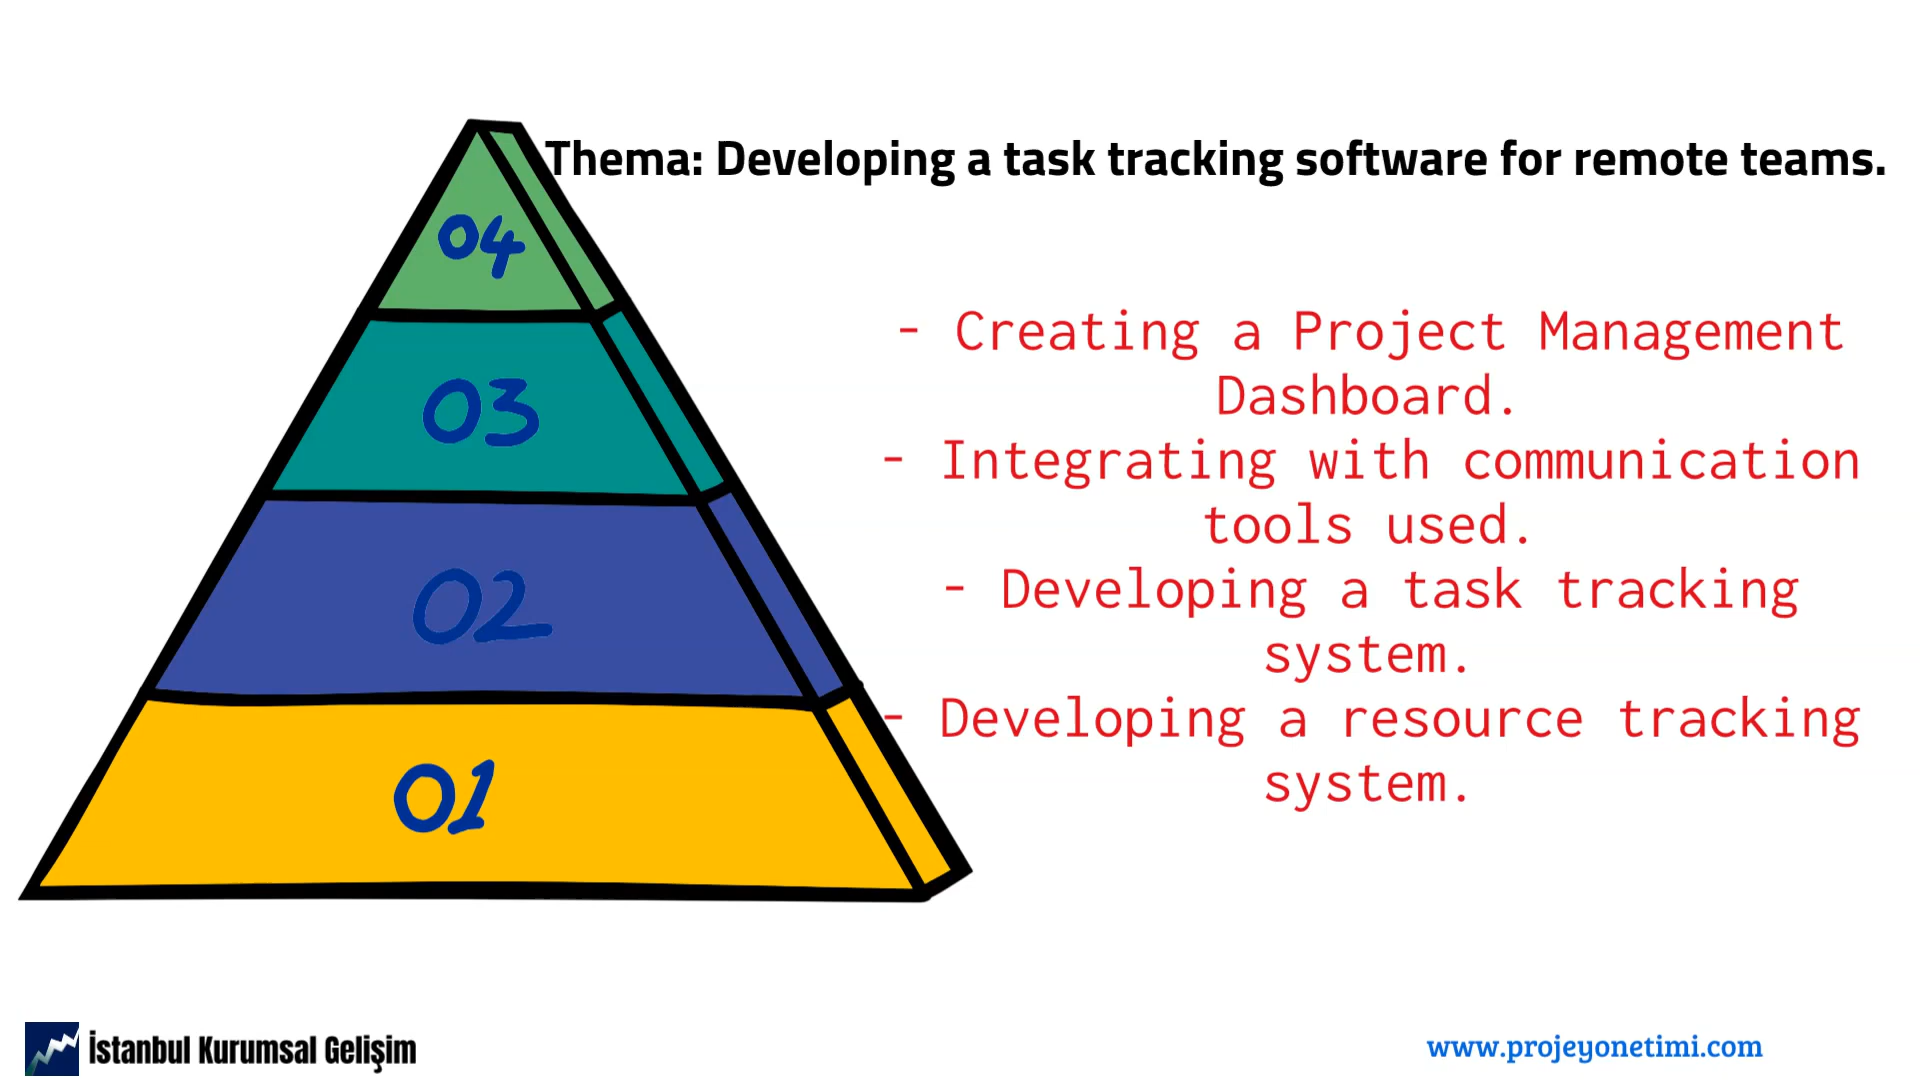 Thema: Developing a task tracking software for remote teams.
04
03
02
01
- Creating a Project Management
Dashboard.
- Integrating with communication
tools used.
- Developing a task tracking
system.
- Developing a resource tracking
system.
İstanbul Kurumsal Gelişim
www.projeyonetimi.com